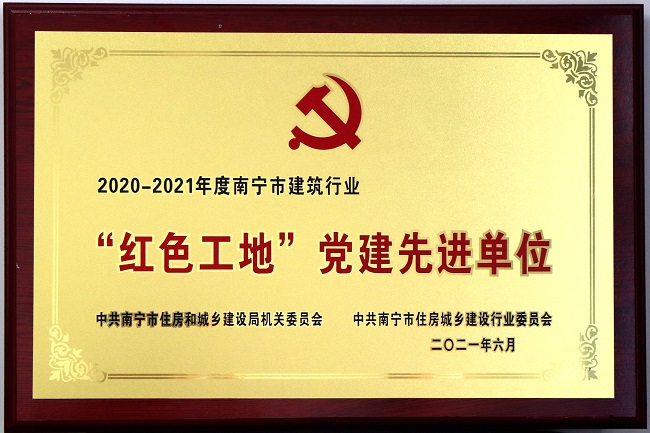 2020-2021年度南宁市建筑行业
“红色工地”党建先进单位
中共南宁市住房和城乡建设局机关委员会 中共南宁市住房城乡建设行业委员会
二〇二一年六月